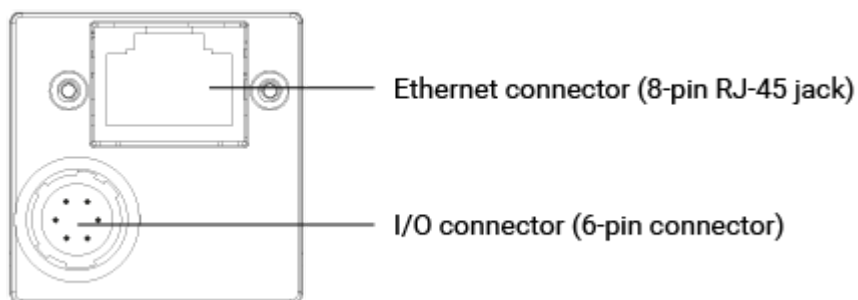 Ethernet connector (8-pin RJ-45 jack)
I/O connector (6-pin connector)